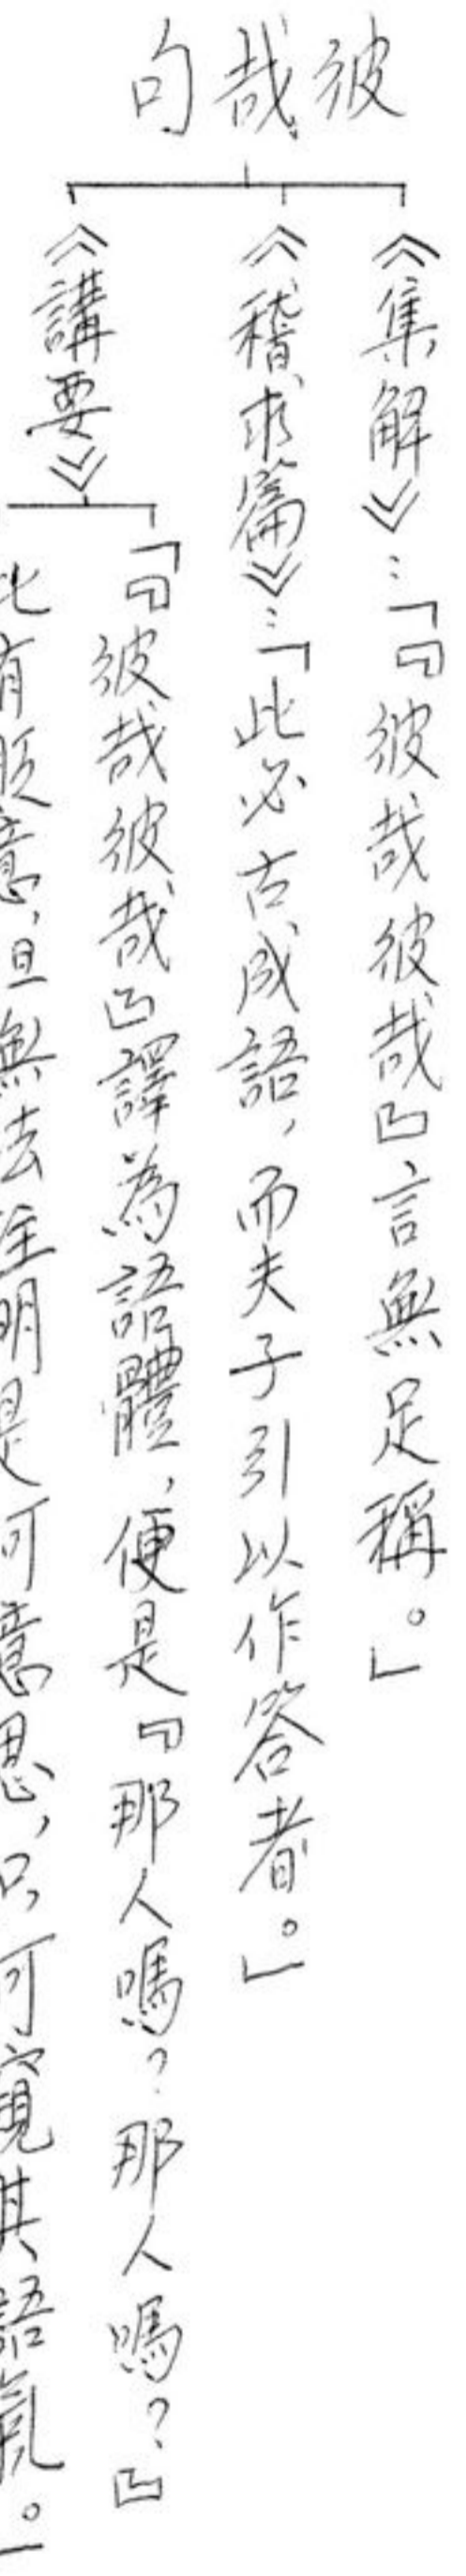 彼哉句
《集解》：「『彼哉彼哉』言無足稱。」
《稽求篇》：「此必古成語，而夫子引以作答者。」
《講要》
「『彼哉彼哉』譯為語體，便是『那人嗎？那人嗎？』
此有貶意，且無法注明是何意思，只可窺其語氣。」